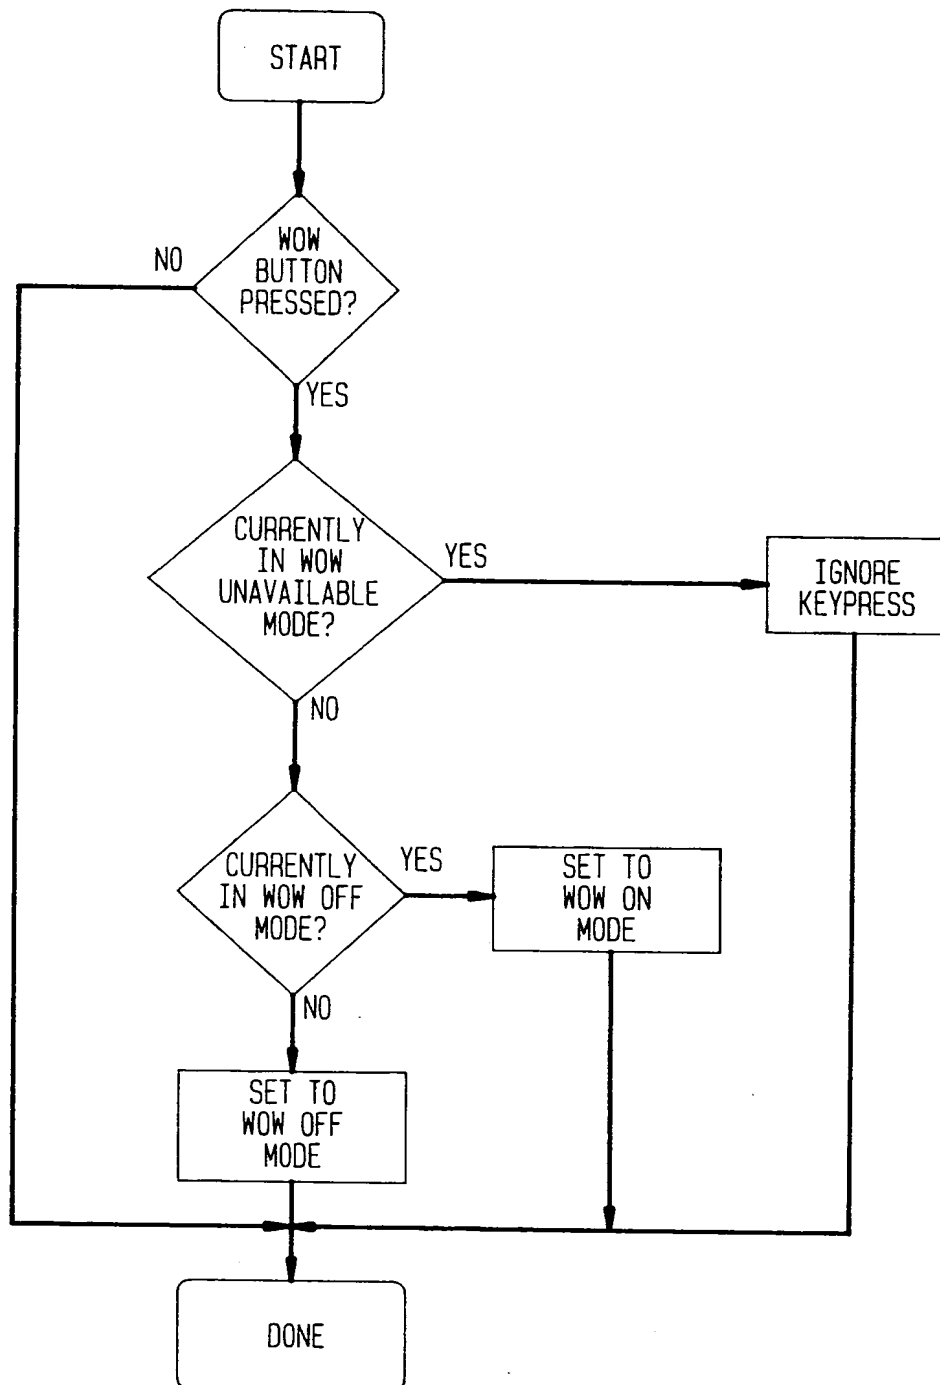 START
WOW
BUTTON
PRESSED?
NO
YES
CURRENTLY
IN WOW
UNAVAILABLE
MODE?
YES
IGNORE
KEYPRESS
NO
CURRENTLY
IN WOW OFF
MODE?
YES
SET TO
WOW ON
MODE
NO
SET TO
WOW OFF
MODE
DONE